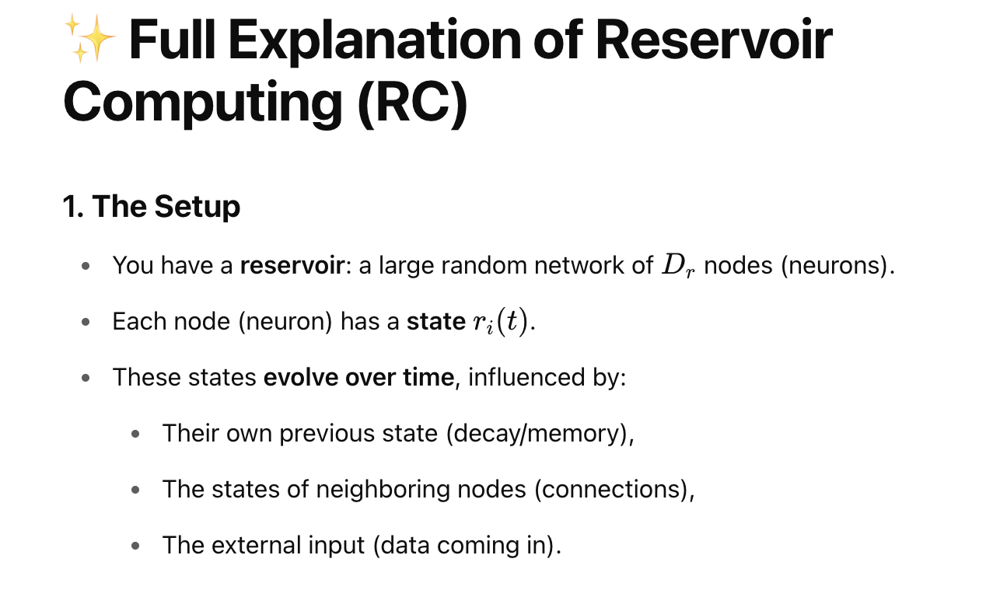 ✨ Full Explanation of Reservoir
Computing (RC)
1. The Setup
• You have a reservoir: a large random network of D_r nodes (neurons).
• Each node (neuron) has a state r_i(t).
• These states evolve over time, influenced by:
• Their own previous state (decay/memory),
• The states of neighboring nodes (connections),
• The external input (data coming in).